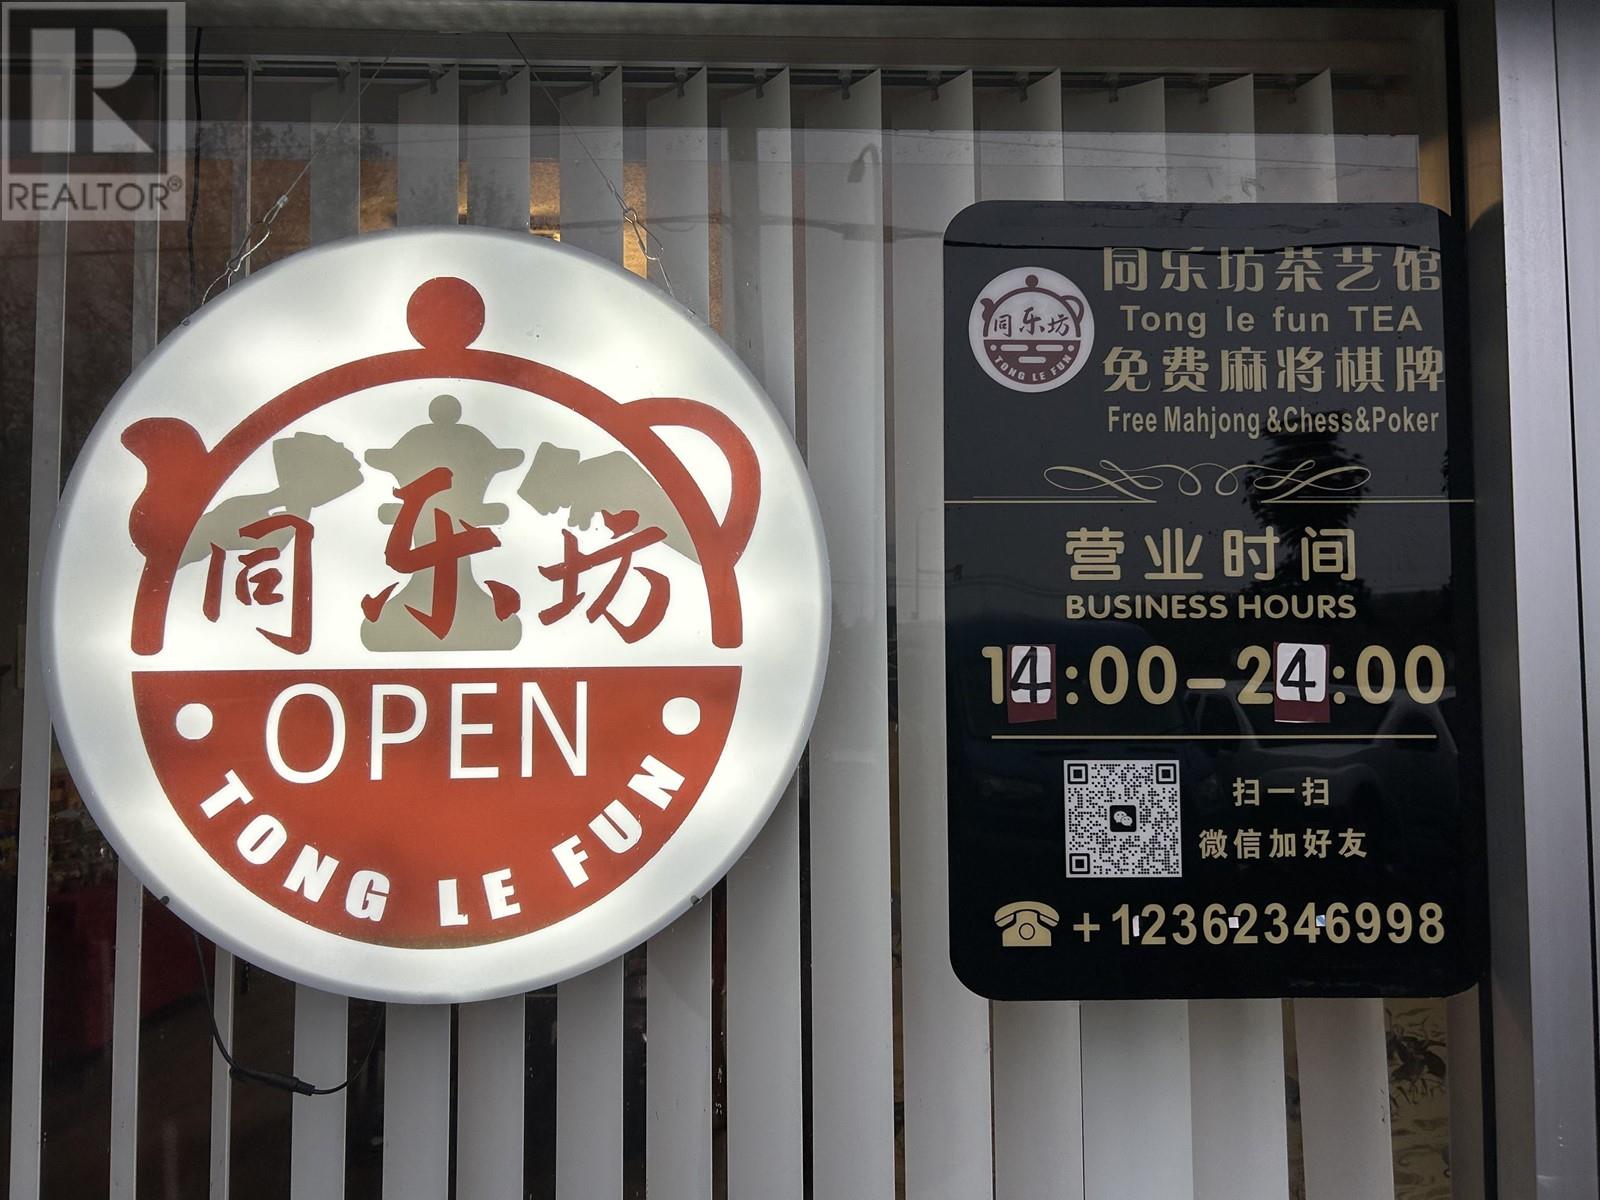 REALTOR®
同乐坊
OPEN
TONG LE FUN
同乐坊
TONG LE FUN
同乐坊茶艺馆
Tong le fun TEA
免费麻将棋牌
Free Mahjong &Chess&Poker
营业时间
BUSINESS HOURS
14:00-24:00
扫一扫
微信加好友
+12362346998